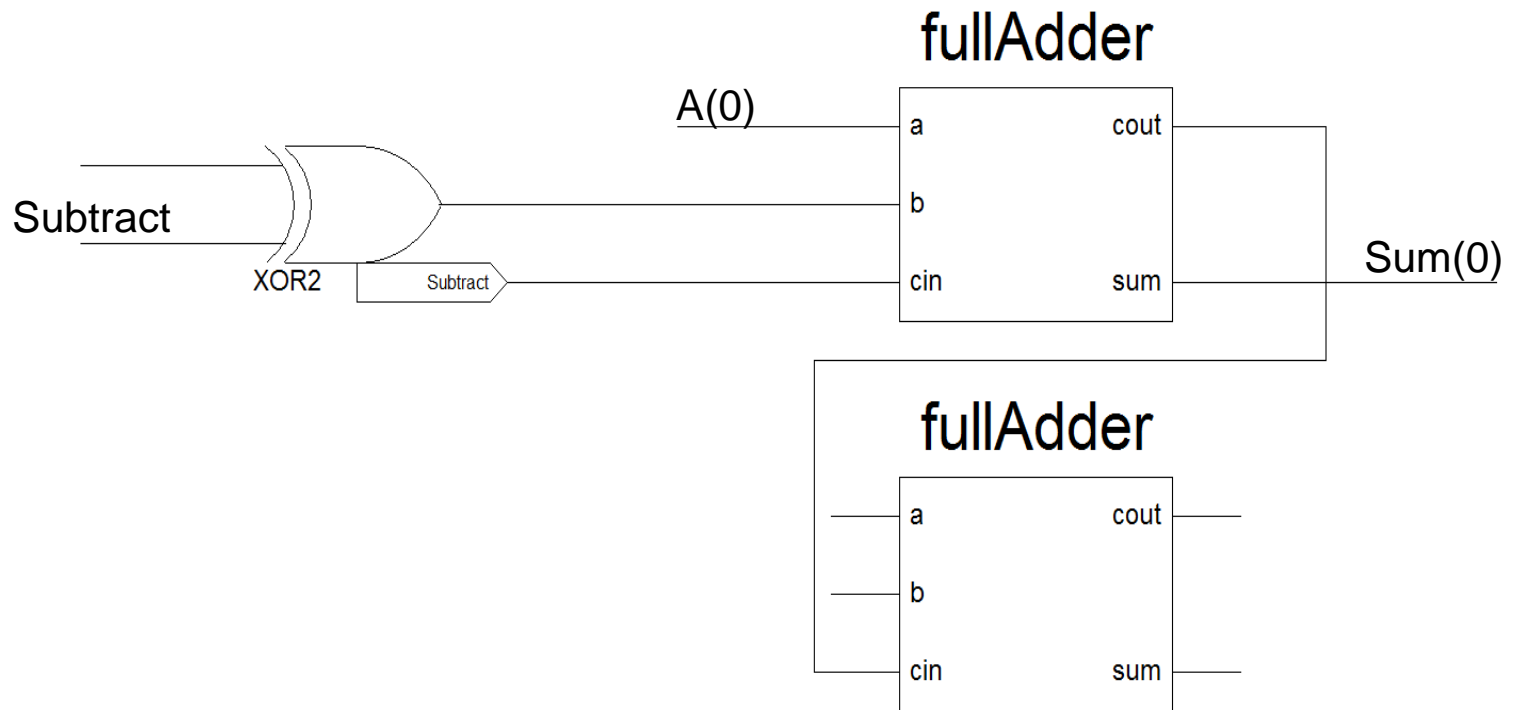 fullAdder
A(0)
a
cout
Subtract
b
XOR2
Subtract
cin
sum
Sum(0)
fullAdder
a
cout
b
cin
sum